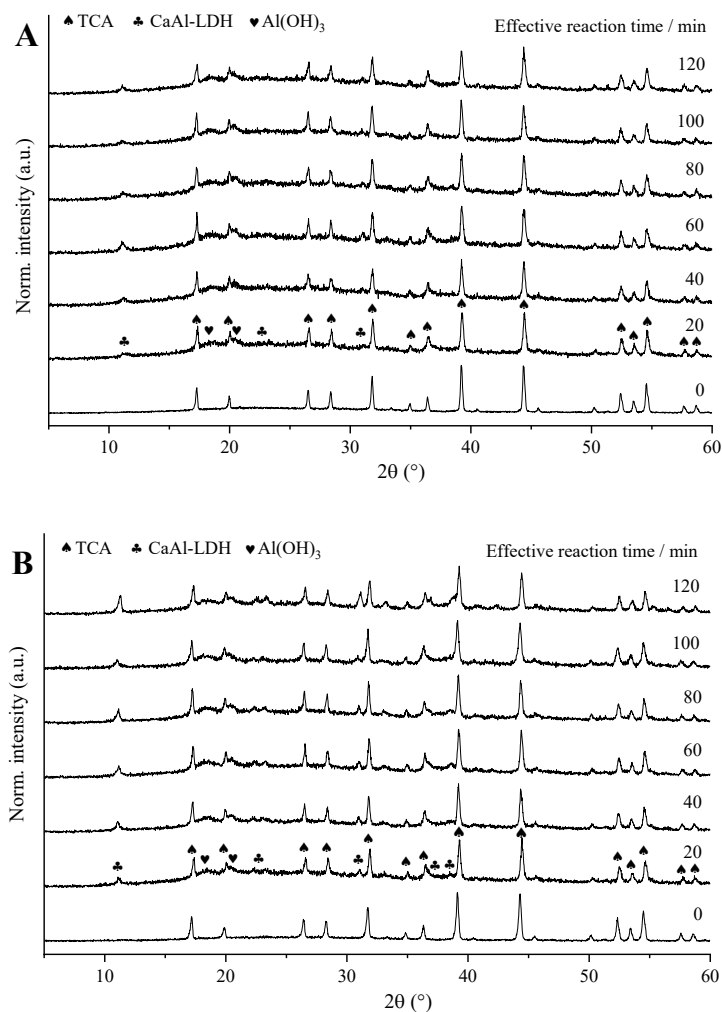 A
♠ TCA ♣ CaAl-LDH ♥ Al(OH)₃
Effective reaction time / min
120
100
80
60
40
20
0
Norm. intensity (a.u.)
10 20 30 40 50 60
2θ (°)
B
♠ TCA ♣ CaAl-LDH ♥ Al(OH)₃
Effective reaction time / min
120
100
80
60
40
20
0
Norm. intensity (a.u.)
10 20 30 40 50 60
2θ (°)